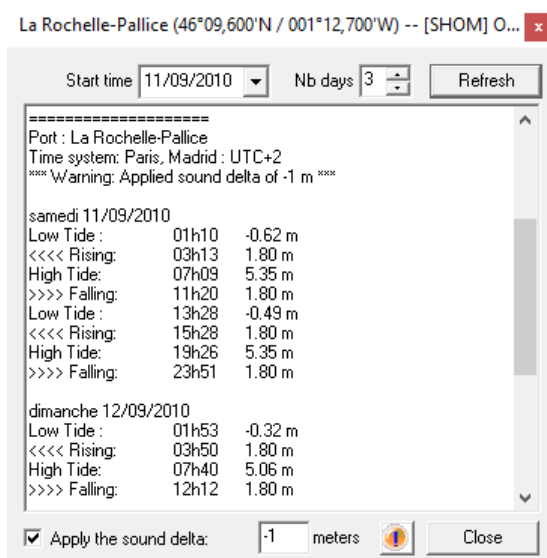 La Rochelle-Pallice (46°09,600'N / 001°12,700'W) -- [SHOM] O... x
Start time 11/09/2010 Nb days 3 Refresh
====================
Port : La Rochelle-Pallice
Time system: Paris, Madrid : UTC+2
*** Warning: Applied sound delta of -1 m ***
samedi 11/09/2010
Low Tide : 01h10 -0.62 m
<<<< Rising: 03h13 1.80 m
High Tide: 07h09 5.35 m
>>>> Falling: 11h20 1.80 m
Low Tide : 13h28 -0.49 m
<<<< Rising: 15h28 1.80 m
High Tide: 19h26 5.35 m
>>>> Falling: 23h51 1.80 m
dimanche 12/09/2010
Low Tide : 01h53 -0.32 m
<<<< Rising: 03h50 1.80 m
High Tide: 07h40 5.06 m
>>>> Falling: 12h12 1.80 m
Apply the sound delta: -1 meters ! Close